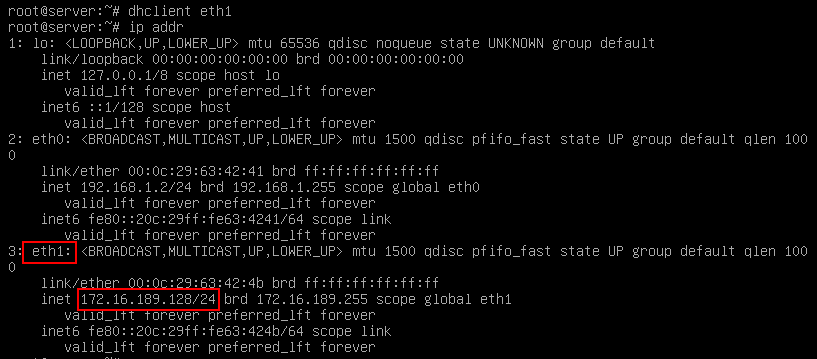 root@server:~# dhclient eth1
root@server:~# ip addr
1: lo: <LOOPBACK,UP,LOWER_UP> mtu 65536 qdisc noqueue state UNKNOWN group default
link/loopback 00:00:00:00:00:00 brd 00:00:00:00:00:00
inet 127.0.0.1/8 scope host lo
valid_lft forever preferred_lft forever
inet6 ::1/128 scope host
valid_lft forever preferred_lft forever
2: eth0: <BROADCAST,MULTICAST,UP,LOWER_UP> mtu 1500 qdisc pfifo_fast state UP group default qlen 100
0
link/ether 00:0c:29:63:42:41 brd ff:ff:ff:ff:ff:ff
inet 192.168.1.2/24 brd 192.168.1.255 scope global eth0
valid_lft forever preferred_lft forever
inet6 fe80::20c:29ff:fe63:4241/64 scope link
valid_lft forever preferred_lft forever
3: eth1: <BROADCAST,MULTICAST,UP,LOWER_UP> mtu 1500 qdisc pfifo_fast state UP group default qlen 100
0
link/ether 00:0c:29:63:42:4b brd ff:ff:ff:ff:ff:ff
inet 172.16.189.128/24 brd 172.16.189.255 scope global eth1
valid_lft forever preferred_lft forever
inet6 fe80::20c:29ff:fe63:424b/64 scope link
valid_lft forever preferred_lft forever